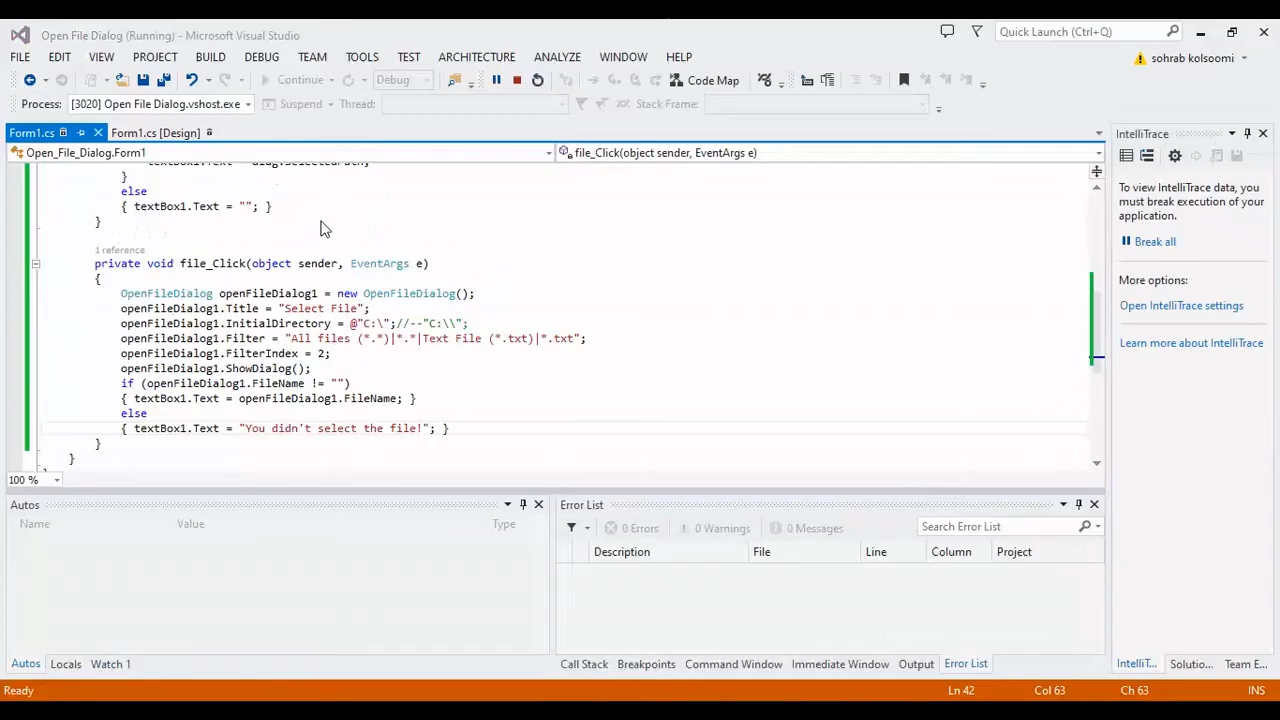 Open File Dialog (Running) - Microsoft Visual Studio
Quick Launch (Ctrl+Q)
FILE EDIT VIEW PROJECT BUILD DEBUG TEAM TOOLS TEST ARCHITECTURE ANALYZE WINDOW HELP
sohrab kolsoomi
Continue Debug Code Map
Process: [3020] Open File Dialog.vshost.exe Suspend Thread: Stack Frame:
Form1.cs Form1.cs [Design]
Open_File_Dialog.Form1 file_Click(object sender, EventArgs e)
textBox1.Text = diag.SelectedPath;
}
else
{ textBox1.Text = ""; }
}
1 reference
private void file_Click(object sender, EventArgs e)
{
OpenFileDialog openFileDialog1 = new OpenFileDialog();
openFileDialog1.Title = "Select File";
openFileDialog1.InitialDirectory = @"C:\";//--"C:\\";
openFileDialog1.Filter = "All files (*.*)|*.*|Text File (*.txt)|*.txt";
openFileDialog1.FilterIndex = 2;
openFileDialog1.ShowDialog();
if (openFileDialog1.FileName != "")
{ textBox1.Text = openFileDialog1.FileName; }
else
{ textBox1.Text = "You didn't select the file!"; }
}
}
100 %
IntelliTrace
To view IntelliTrace data, you
must break execution of your
application.
Break all
More options:
Open IntelliTrace settings
Learn more about IntelliTrace
Autos
Name Value Type
Error List
0 Errors 0 Warnings 0 Messages Search Error List
Description File Line Column Project
Autos Locals Watch 1
Call Stack Breakpoints Command Window Immediate Window Output Error List
IntelliT... Solutio... Team E...
Ready Ln 42 Col 63 Ch 63 INS